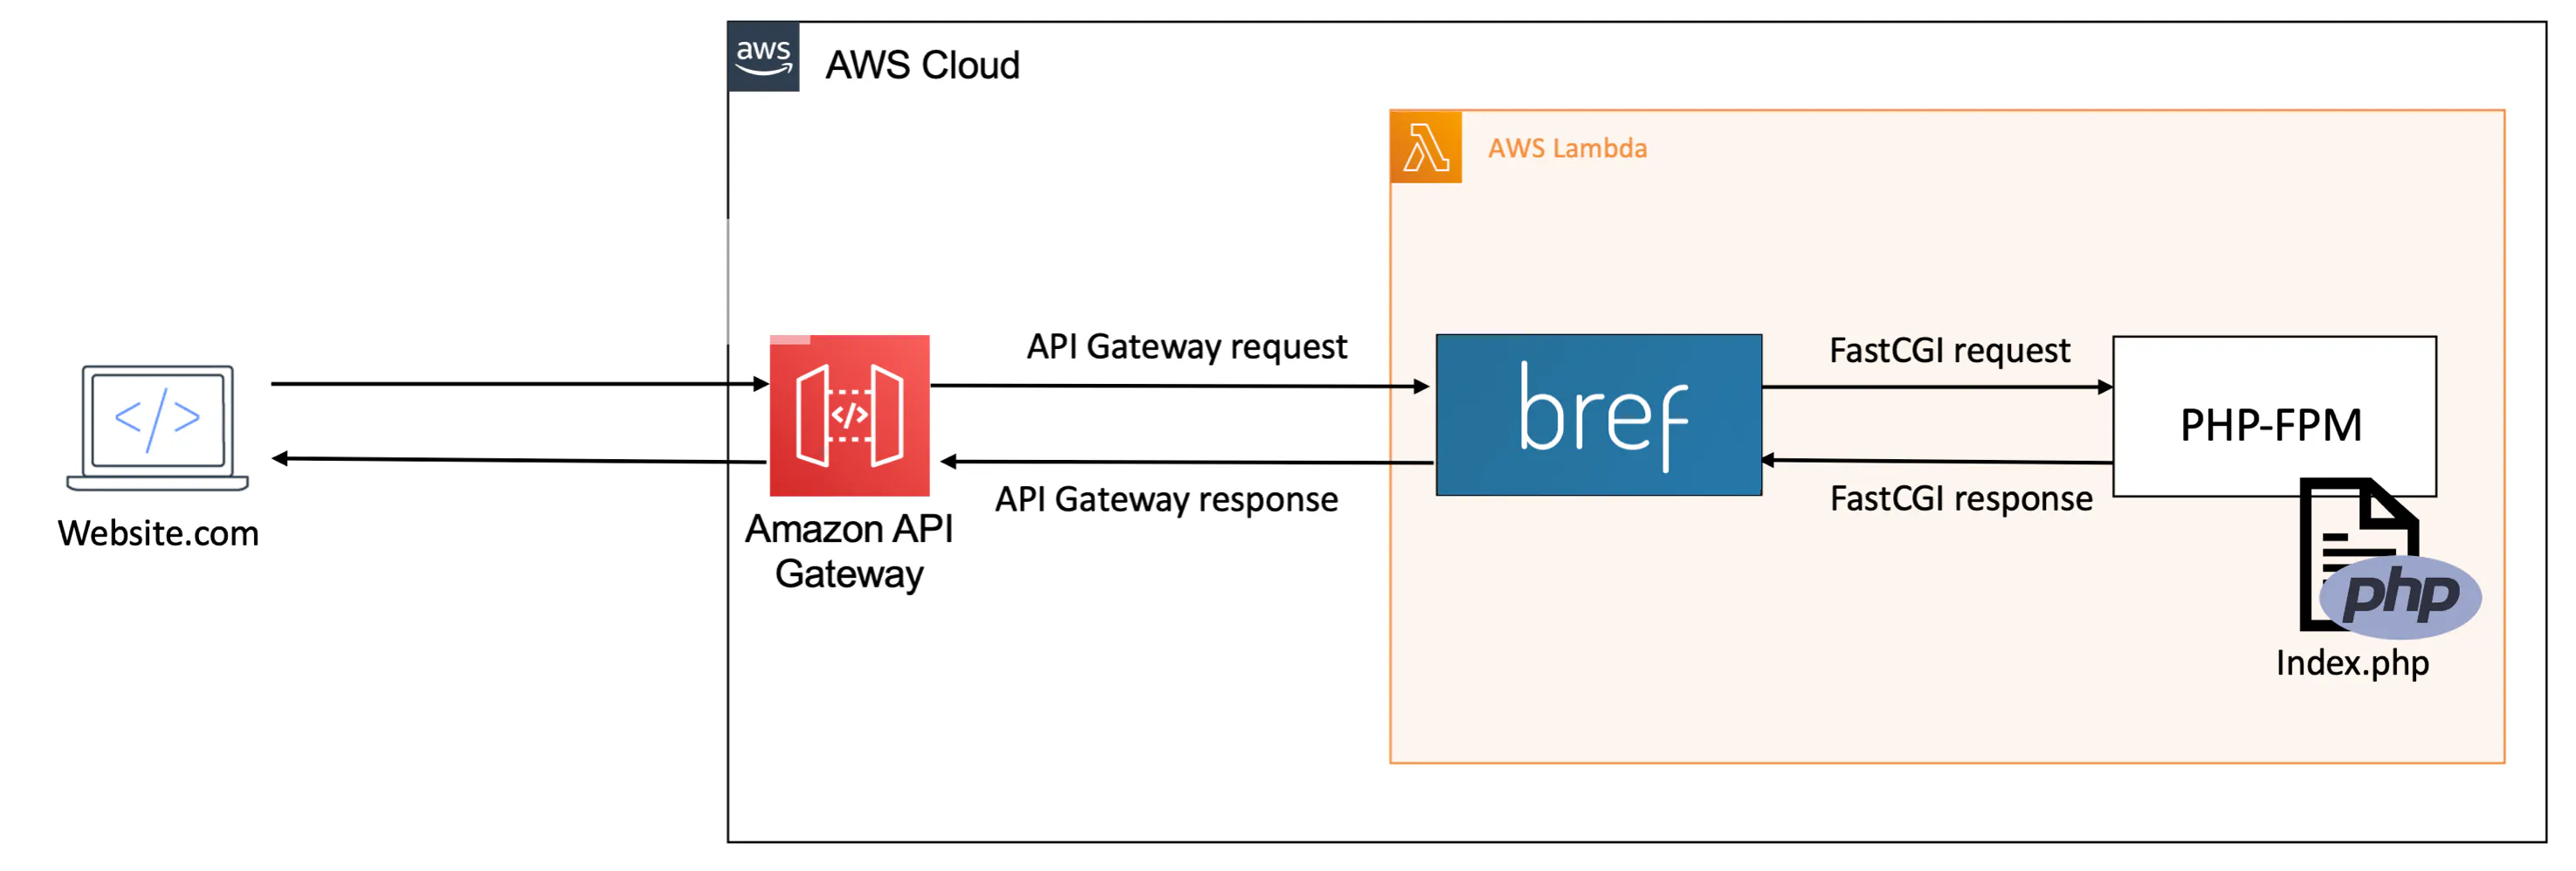 aws
AWS Cloud
AWS Lambda
</>
Website.com
</>
Amazon API
Gateway
API Gateway request
API Gateway response
bref
FastCGI request
FastCGI response
PHP-FPM
php
Index.php